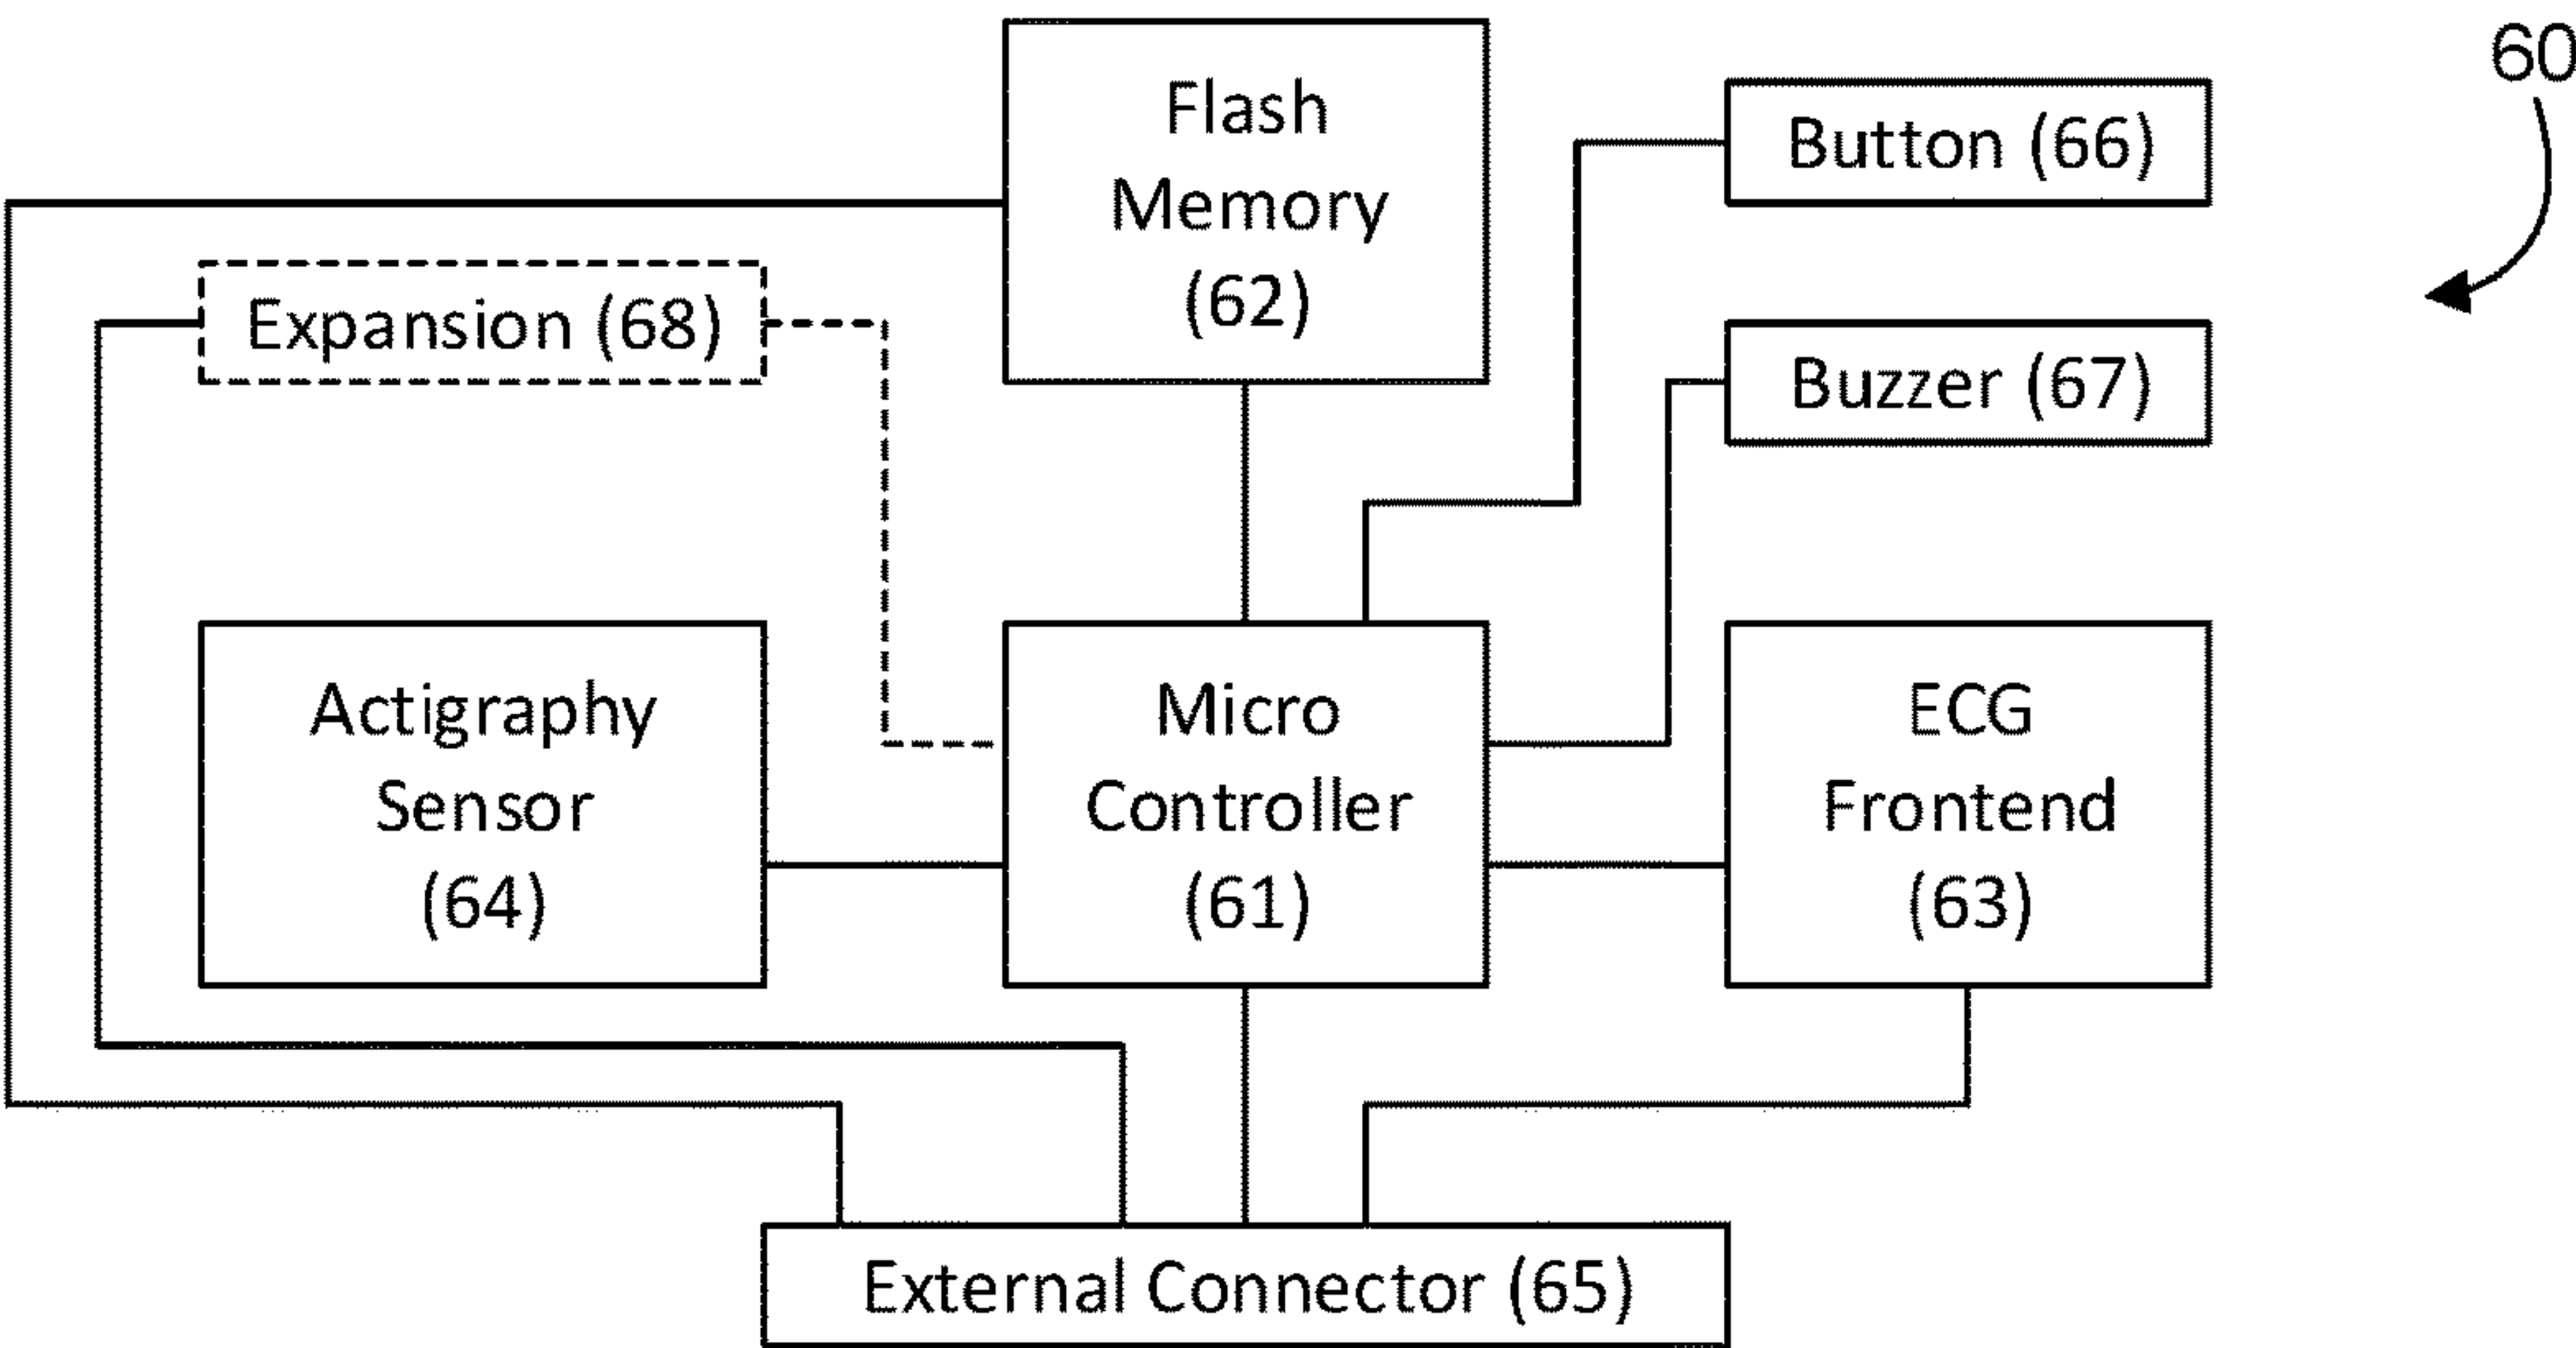 60
Flash
Memory
(62)
Button (66)
Expansion (68)
Buzzer (67)
Actigraphy
Sensor
(64)
Micro
Controller
(61)
ECG
Frontend
(63)
External Connector (65)